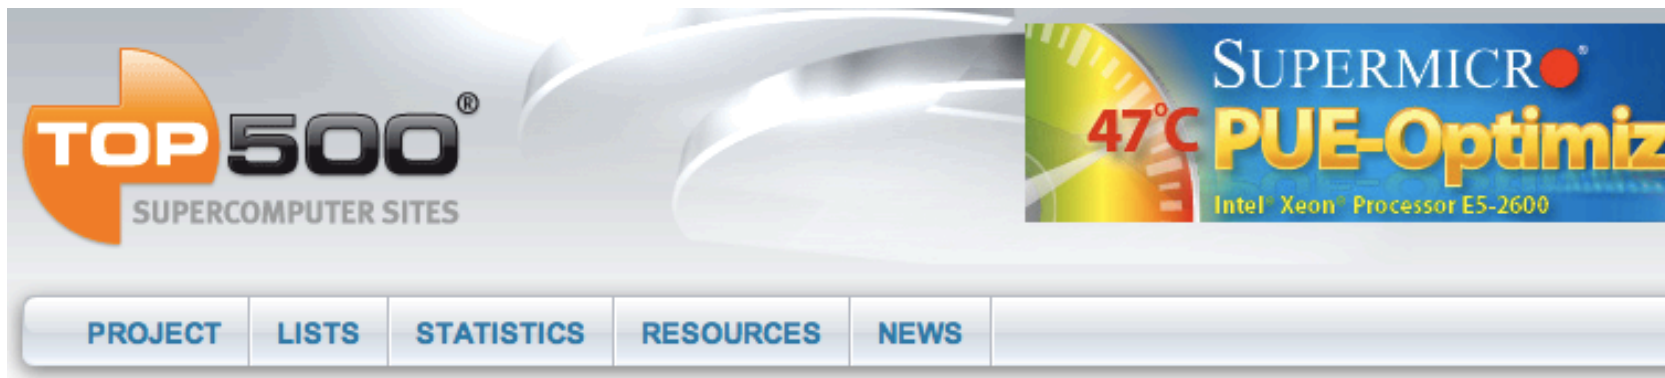 TOP500®
SUPERCOMPUTER SITES
SUPERMICRO®
47°C
PUE-Optimiz
Intel® Xeon® Processor E5-2600
PROJECT
LISTS
STATISTICS
RESOURCES
NEWS